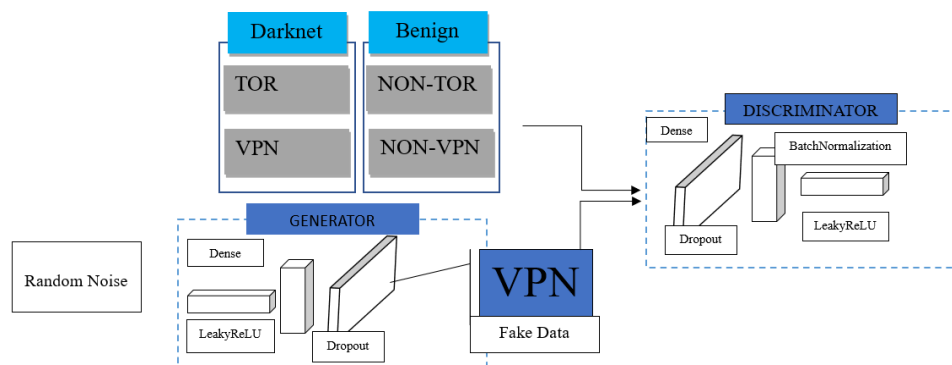 Darknet
Benign
TOR
NON-TOR
VPN
NON-VPN
DISCRIMINATOR
Dense
BatchNormalization
Dropout
LeakyReLU
GENERATOR
Dense
Random Noise
LeakyReLU
Dropout
VPN
Fake Data